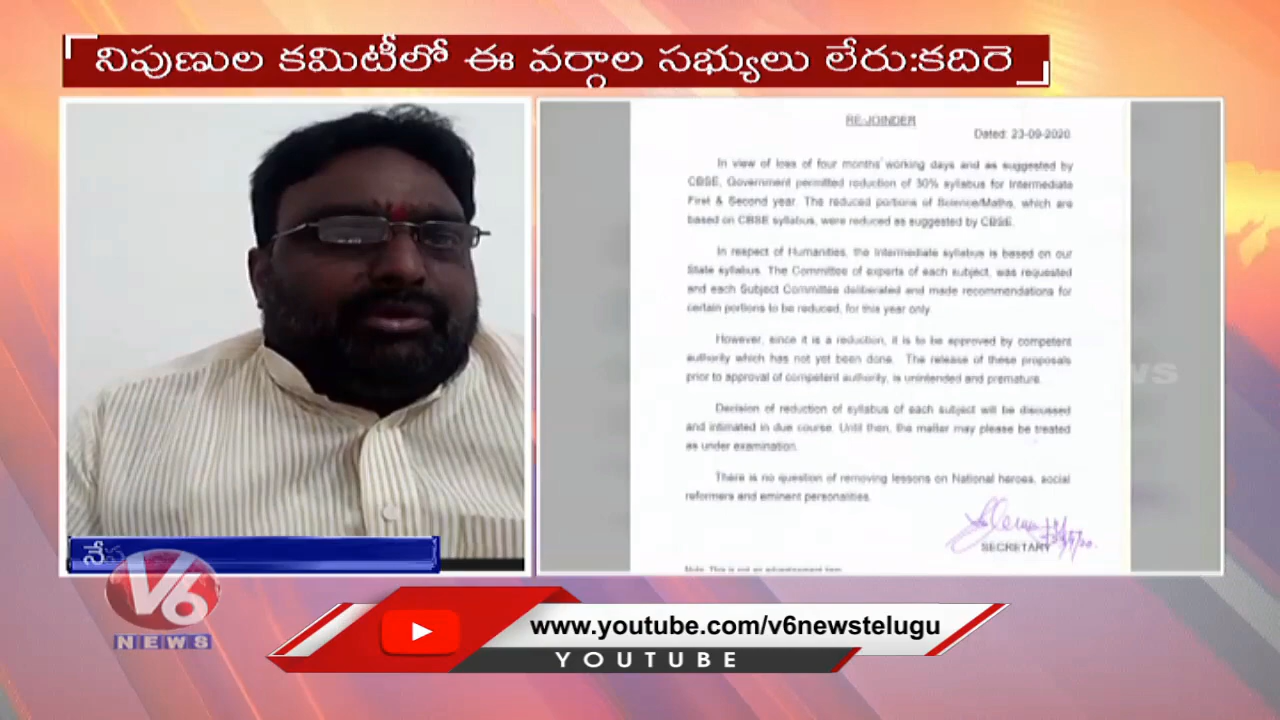 నిపుణుల కమిటీలో ఈ వర్గాల సభ్యులు లేరు:కదిరె
RE-JOINDER
Dated: 23-09-2020
In view of loss of four months' working days and as suggested by
CBSE, Government permitted reduction of 30% syllabus for Intermediate
First & Second year. The reduced portions of Science/Maths, which are
based on CBSE syllabus, were reduced as suggested by CBSE.
In respect of Humanities, the Intermediate syllabus is based on our
State syllabus. The Committee of experts of each subject, was requested
and each Subject Committee deliberated and made recommendations for
certain portions to be reduced, for this year only.
However, since it is a reduction, it is to be approved by competent
authority which has not yet been done. The release of these proposals
prior to approval of competent authority, is unintended and premature.
Decision of reduction of syllabus of each subject will be discussed
and intimated in due course. Until then, the matter may please be treated
as under examination.
There is no question of removing lessons on National heroes, social
reformers and eminent personalities.
SECRETARY
Note: This is not an advertisement item
V6
NEWS
www.youtube.com/v6newstelugu
YOUTUBE